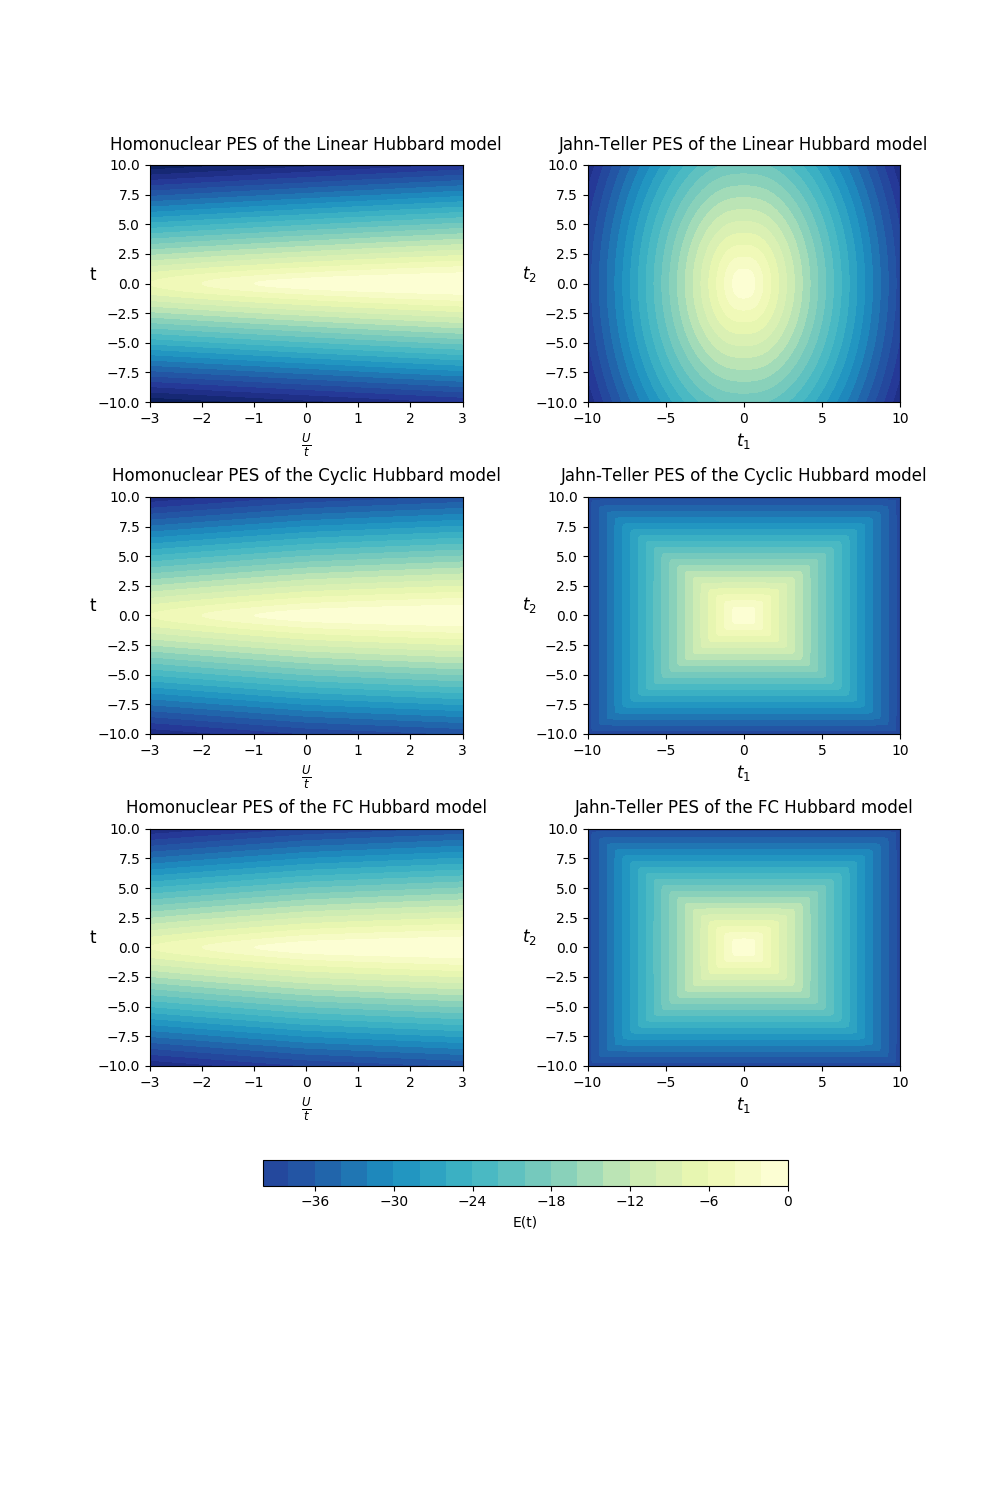 Homonuclear PES of the Linear Hubbard model
10.0
7.5
5.0
2.5
t
0.0
−2.5
−5.0
−7.5
−10.0
−3 −2 −1 0 1 2 3
U/t
Jahn-Teller PES of the Linear Hubbard model
10.0
7.5
5.0
2.5
t₂
0.0
−2.5
−5.0
−7.5
−10.0
−10 −5 0 5 10
t₁
Homonuclear PES of the Cyclic Hubbard model
10.0
7.5
5.0
2.5
t
0.0
−2.5
−5.0
−7.5
−10.0
−3 −2 −1 0 1 2 3
U/t
Jahn-Teller PES of the Cyclic Hubbard model
10.0
7.5
5.0
2.5
t₂
0.0
−2.5
−5.0
−7.5
−10.0
−10 −5 0 5 10
t₁
Homonuclear PES of the FC Hubbard model
10.0
7.5
5.0
2.5
t
0.0
−2.5
−5.0
−7.5
−10.0
−3 −2 −1 0 1 2 3
U/t
Jahn-Teller PES of the FC Hubbard model
10.0
7.5
5.0
2.5
t₂
0.0
−2.5
−5.0
−7.5
−10.0
−10 −5 0 5 10
t₁
−36 −30 −24 −18 −12 −6 0
E(t)